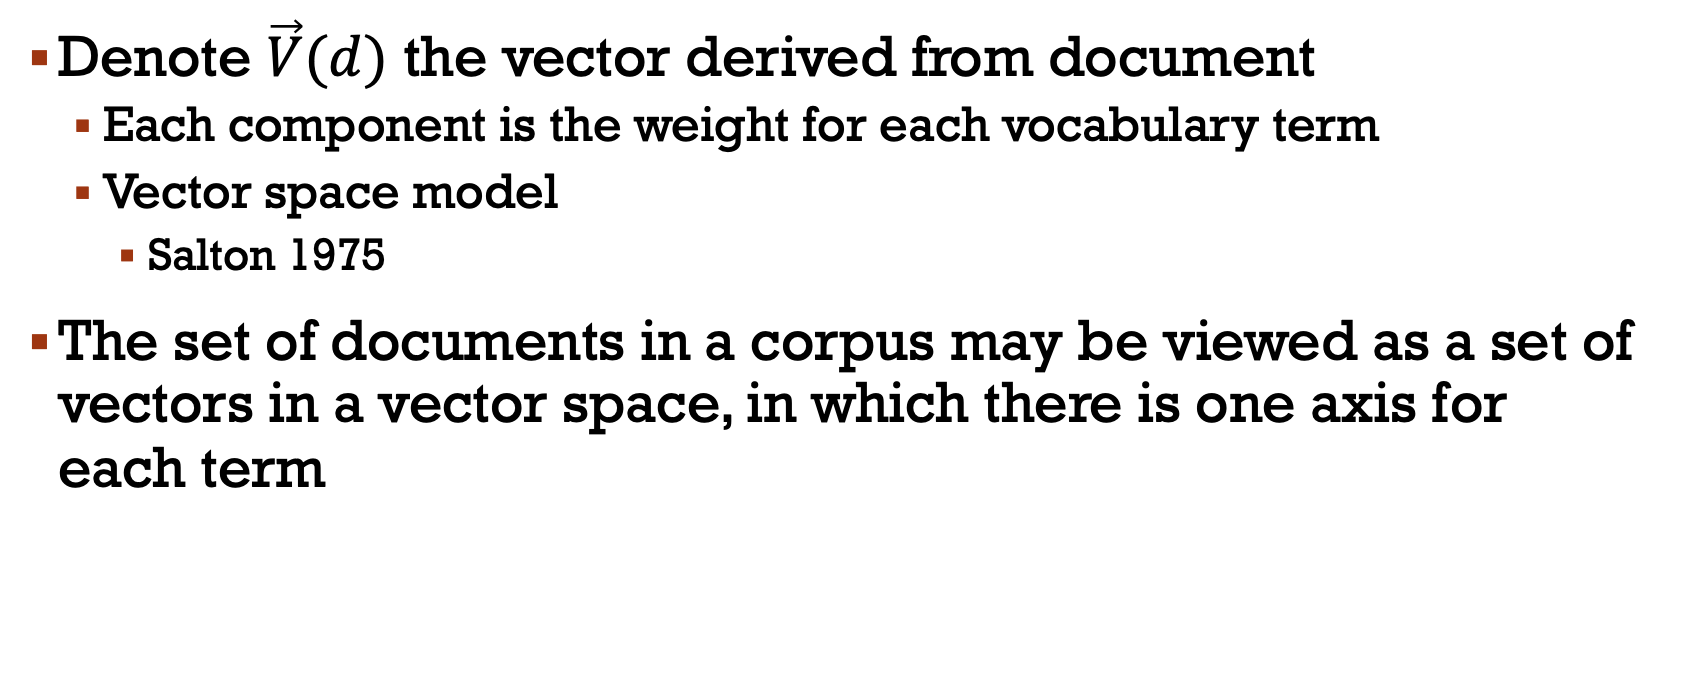 ▪ Denote $\vec{V}(d)$ the vector derived from document
▪ Each component is the weight for each vocabulary term
▪ Vector space model
▪ Salton 1975
▪ The set of documents in a corpus may be viewed as a set of
vectors in a vector space, in which there is one axis for
each term